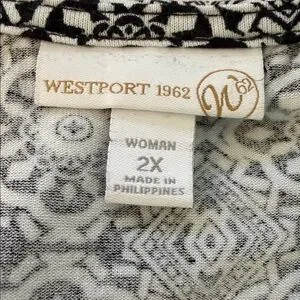 WESTPORT 1962
W62
WOMAN
2X
MADE IN
PHILIPPINES